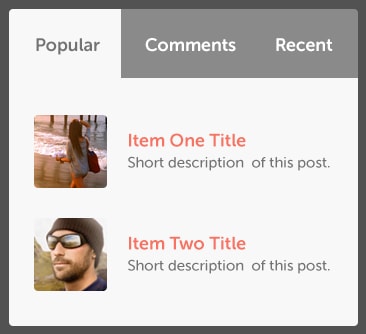 Popular Comments Recent
Item One Title
Short description of this post.
Item Two Title
Short description of this post.